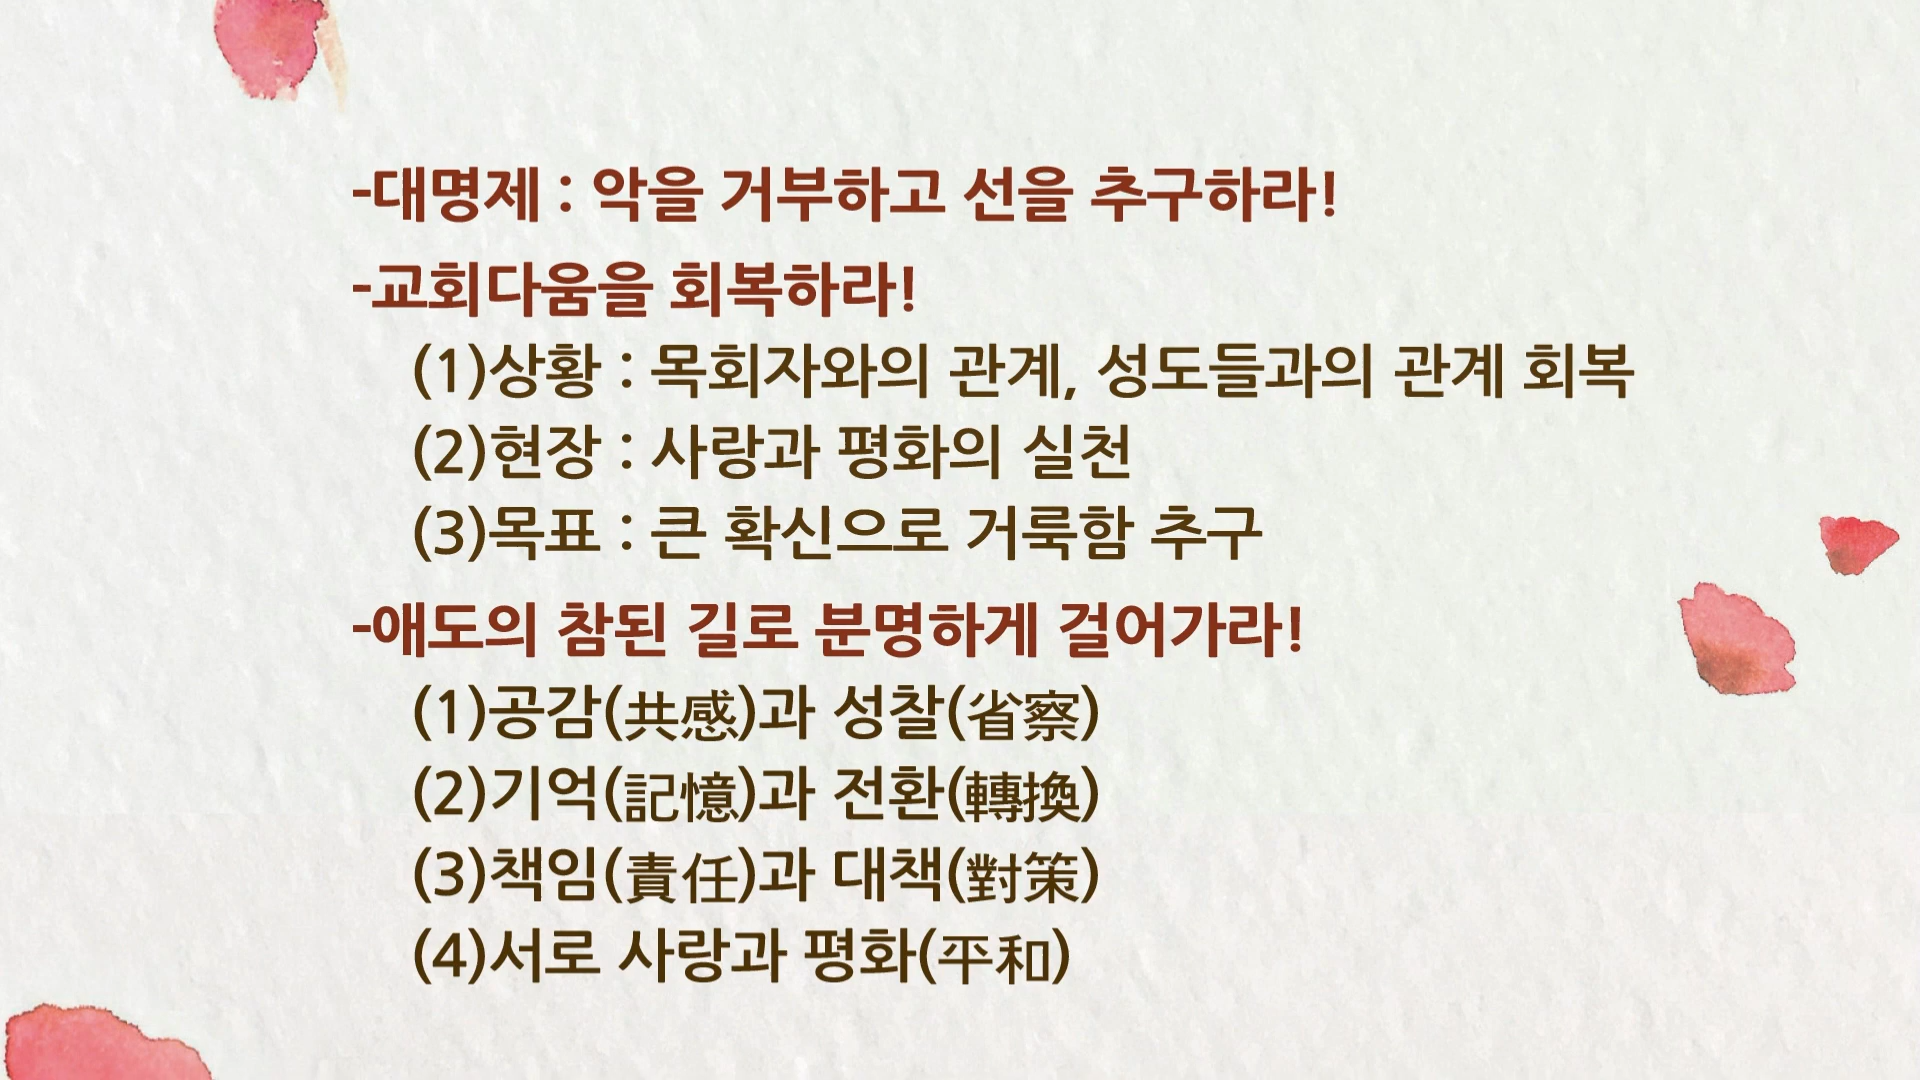 -대명제 : 악을 거부하고 선을 추구하라!
-교회다움을 회복하라!
(1)상황 : 목회자와의 관계, 성도들과의 관계 회복
(2)현장 : 사랑과 평화의 실천
(3)목표 : 큰 확신으로 거룩함 추구
-애도의 참된 길로 분명하게 걸어가라!
(1)공감(共感)과 성찰(省察)
(2)기억(記憶)과 전환(轉換)
(3)책임(責任)과 대책(對策)
(4)서로 사랑과 평화(平和)